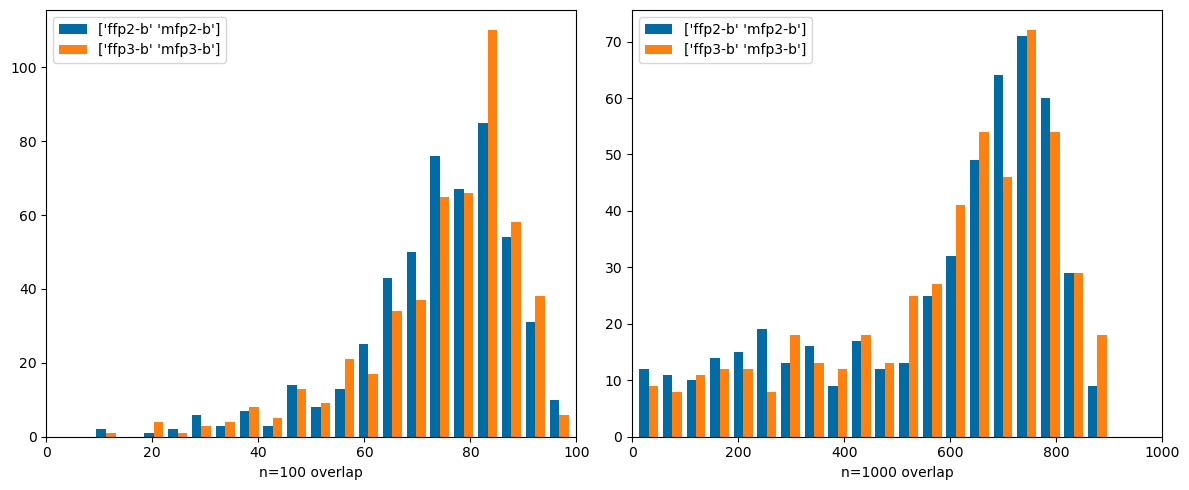 ['ffp2-b' 'mfp2-b']
['ffp3-b' 'mfp3-b']
100
80
60
40
20
0
0 20 40 60 80 100
n=100 overlap
['ffp2-b' 'mfp2-b']
['ffp3-b' 'mfp3-b']
70
60
50
40
30
20
10
0
0 200 400 600 800 1000
n=1000 overlap